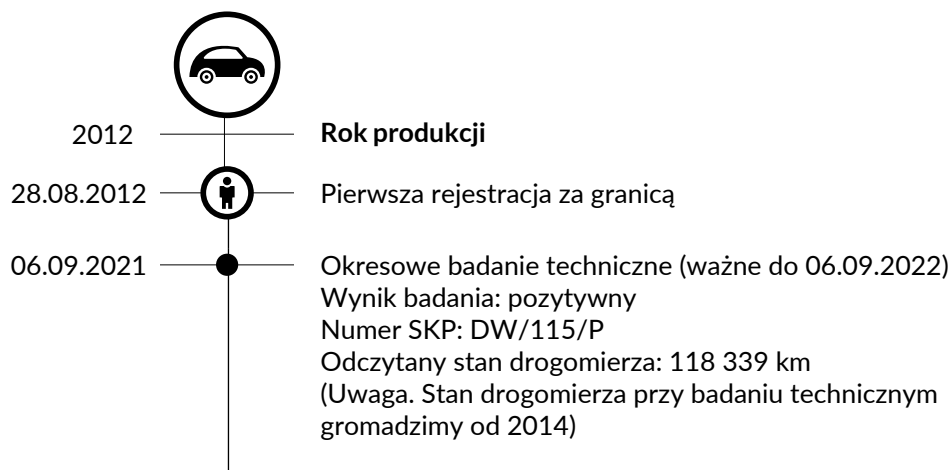 2012 Rok produkcji
28.08.2012 Pierwsza rejestracja za granicą
06.09.2021 Okresowe badanie techniczne (ważne do 06.09.2022)
Wynik badania: pozytywny
Numer SKP: DW/115/P
Odczytany stan drogomierza: 118 339 km
(Uwaga. Stan drogomierza przy badaniu technicznym
gromadzimy od 2014)